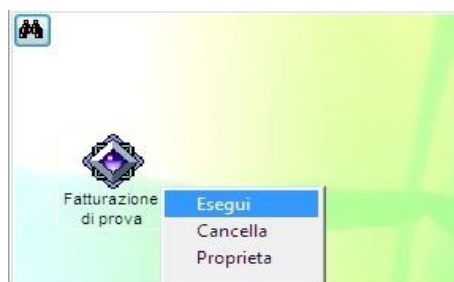 Fatturazione
di prova
Esegui
Cancella
Proprieta